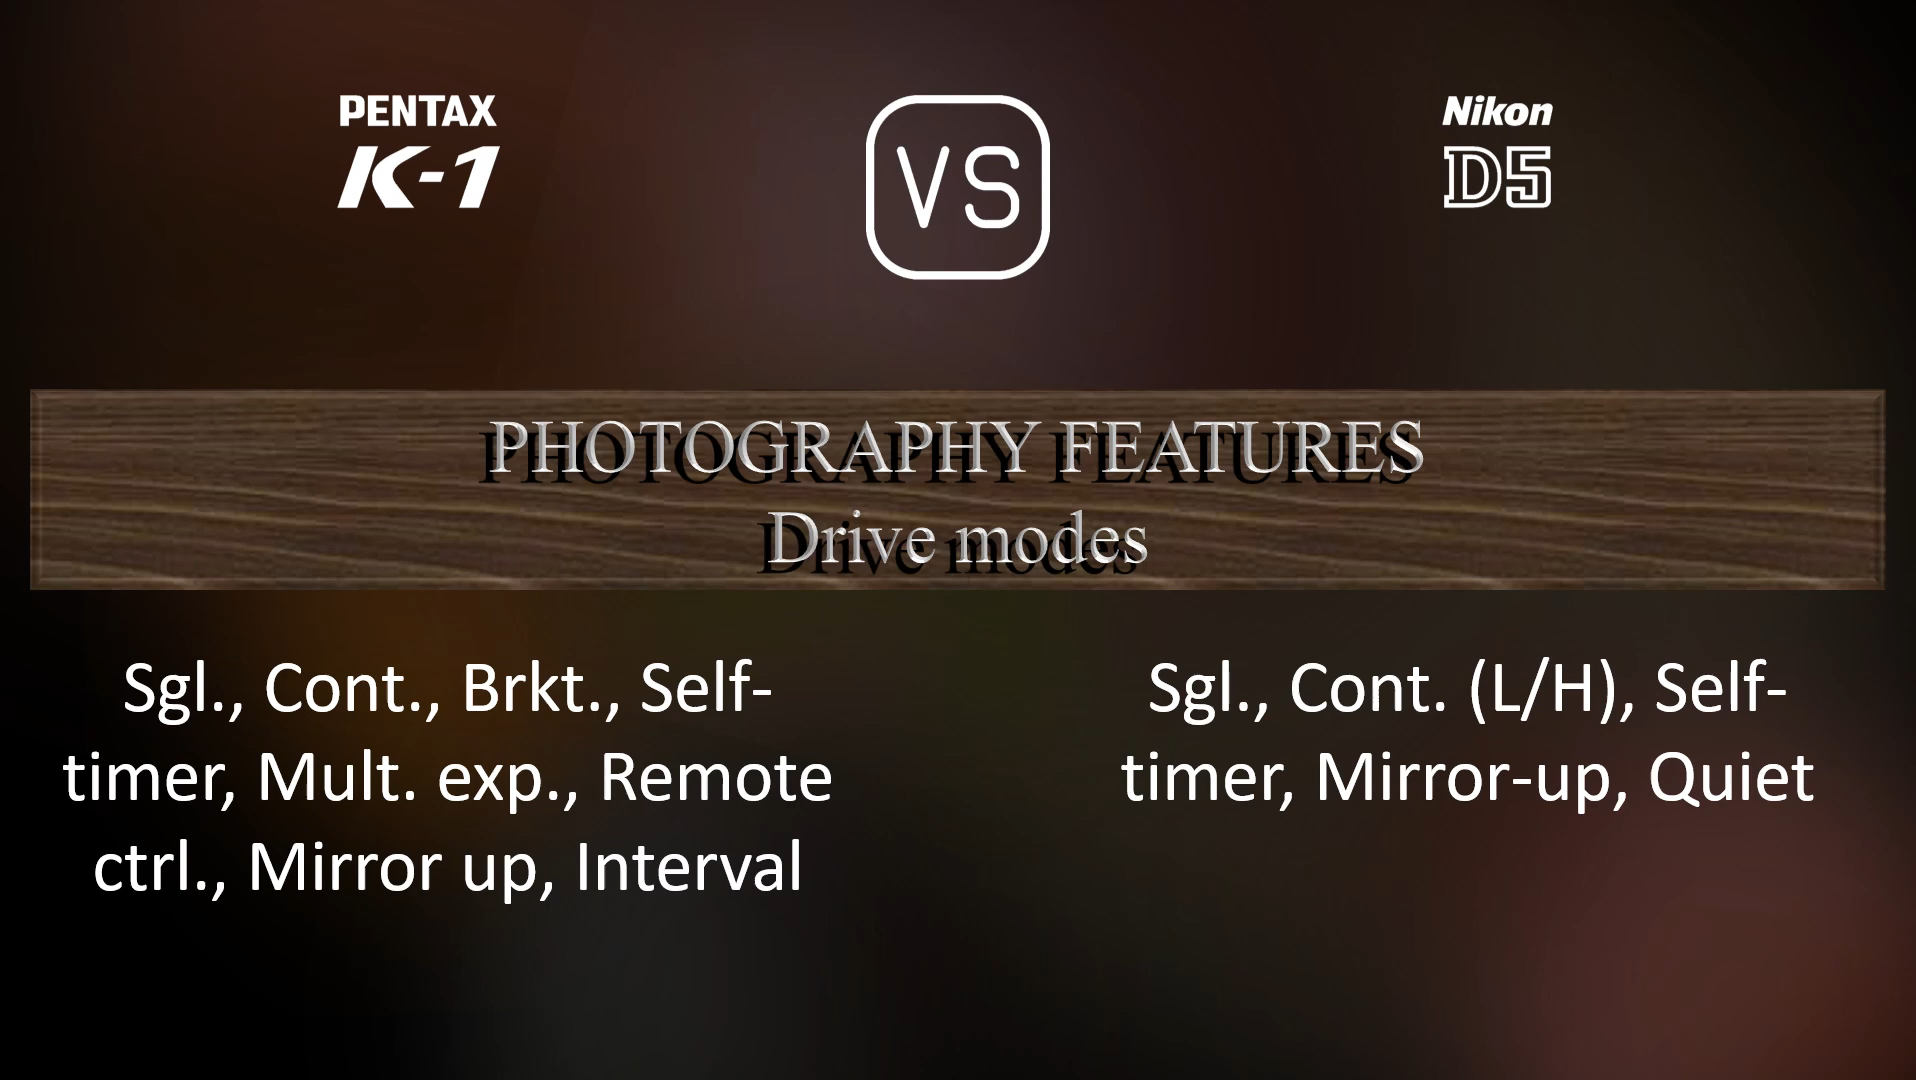 PENTAX
K-1
VS
Nikon
D5
PHOTOGRAPHY FEATURES
Drive modes
Sgl., Cont., Brkt., Self-
timer, Mult. exp., Remote
ctrl., Mirror up, Interval
Sgl., Cont. (L/H), Self-
timer, Mirror-up, Quiet